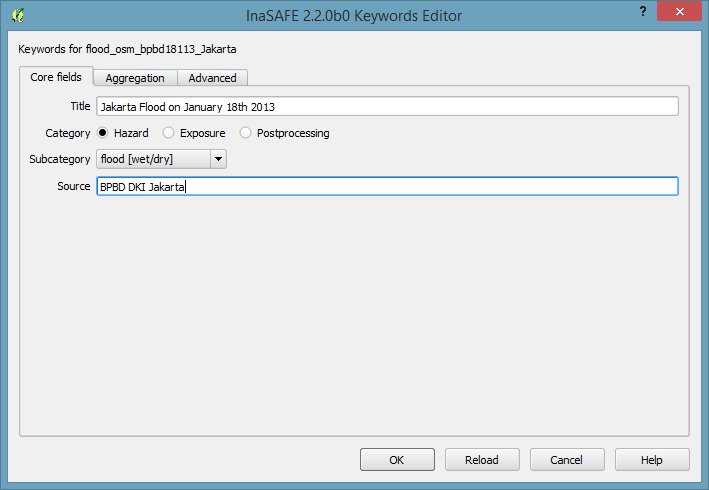 InaSAFE 2.2.0b0 Keywords Editor
? ×
Keywords for flood_osm_bpbd18113_Jakarta
Core fields Aggregation Advanced
Title Jakarta Flood on January 18th 2013
Category Hazard Exposure Postprocessing
Subcategory flood [wet/dry]
Source BPBD DKI Jakarta
OK Reload Cancel Help